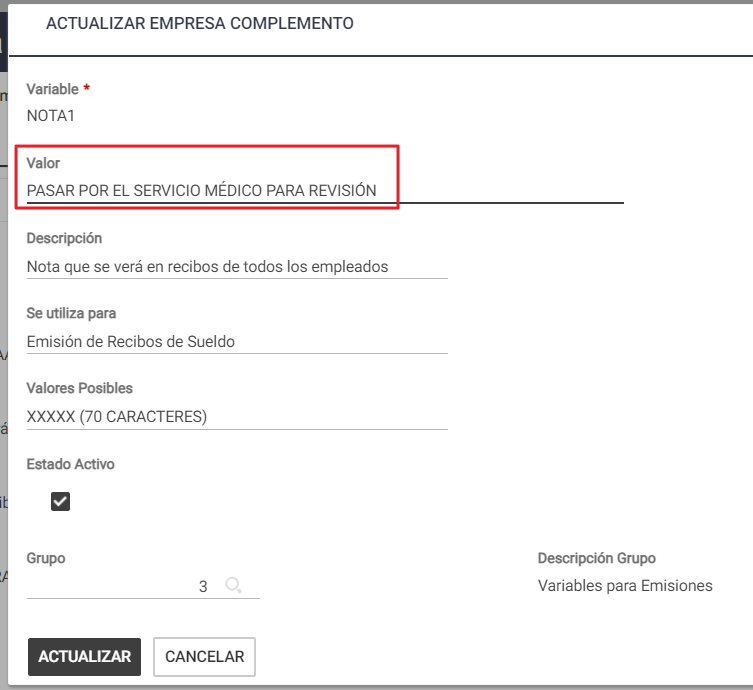 ACTUALIZAR EMPRESA COMPLEMENTO
Variable *
NOTA1
Valor
PASAR POR EL SERVICIO MÉDICO PARA REVISIÓN
Descripción
Nota que se verá en recibos de todos los empleados
Se utiliza para
Emisión de Recibos de Sueldo
Valores Posibles
XXXXX (70 CARACTERES)
Estado Activo
Grupo
3
Descripción Grupo
Variables para Emisiones
ACTUALIZAR
CANCELAR